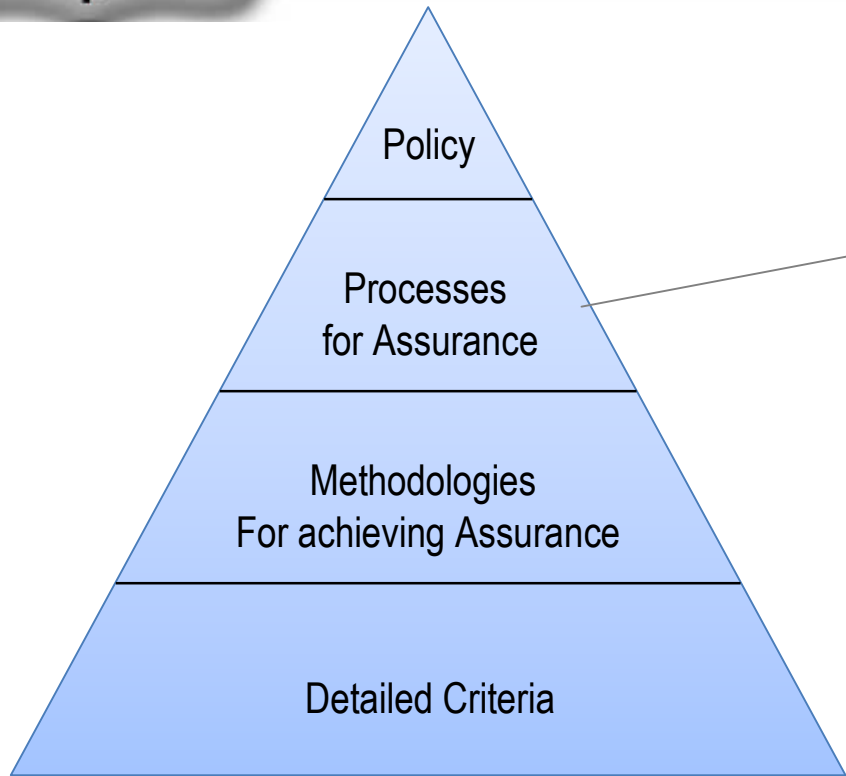 Policy
Processes
for Assurance
Methodologies
For achieving Assurance
Detailed Criteria